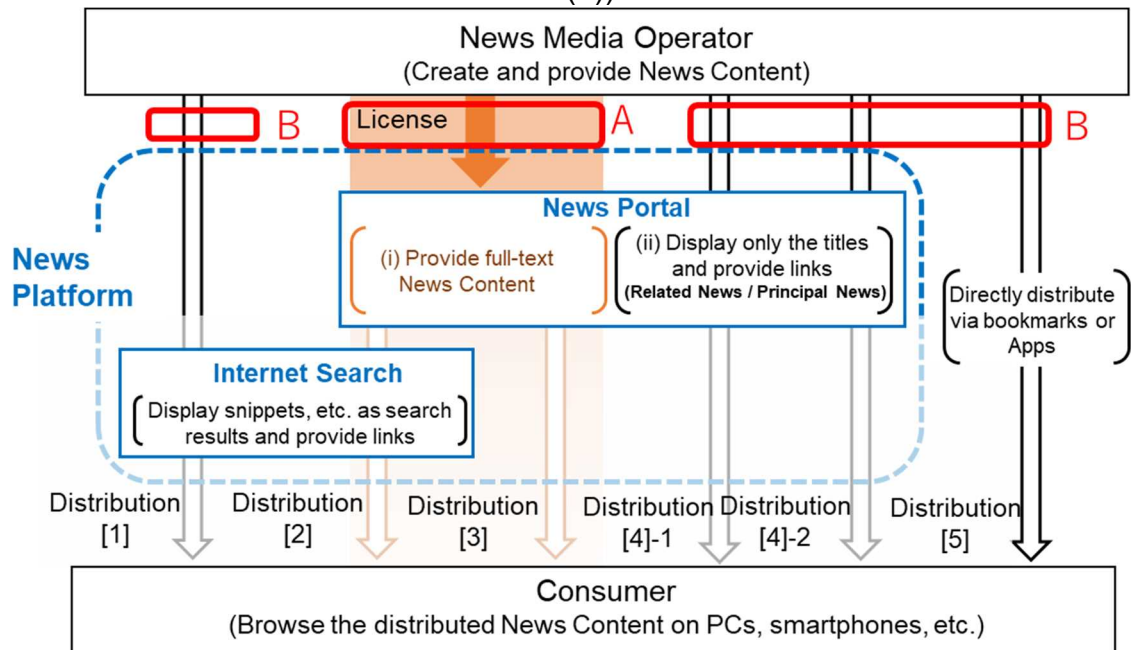 News Media Operator
(Create and provide News Content)
B
License
A
B
News Portal
(i) Provide full-text
News Content
(ii) Display only the titles
and provide links
(Related News / Principal News)
News
Platform
Directly distribute
via bookmarks or
Apps
Internet Search
Display snippets, etc. as search
results and provide links
Distribution
[1]
Distribution
[2]
Distribution
[3]
Distribution
[4]-1
Distribution
[4]-2
Distribution
[5]
Consumer
(Browse the distributed News Content on PCs, smartphones, etc.)